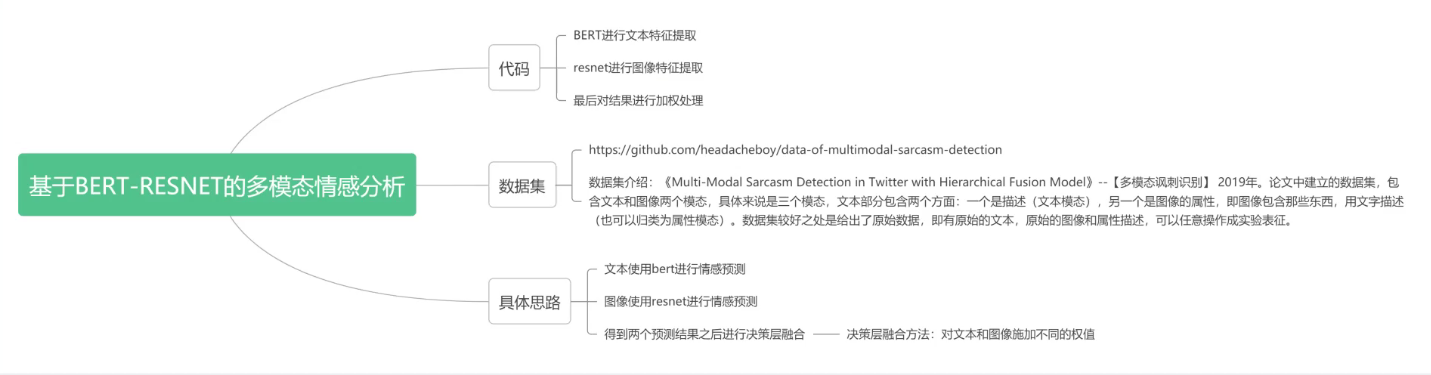 基于BERT-RESNET的多模态情感分析
代码
BERT进行文本特征提取
resnet进行图像特征提取
最后对结果进行加权处理
数据集
https://github.com/headacheboy/data-of-multimodal-sarcasm-detection
数据集介绍：《Multi-Modal Sarcasm Detection in Twitter with Hierarchical Fusion Model》--【多模态讽刺识别】 2019年。论文中建立的数据集，包
含文本和图像两个模态，具体来说是三个模态，文本部分包含两个方面：一个是描述（文本模态），另一个是图像的属性，即图像包含那些东西，用文字描述
（也可以归类为属性模态）。数据集较好之处是给出了原始数据，即有原始的文本，原始的图像和属性描述，可以任意操作成实验表征。
具体思路
文本使用bert进行情感预测
图像使用resnet进行情感预测
得到两个预测结果之后进行决策层融合
决策层融合方法：对文本和图像施加不同的权值